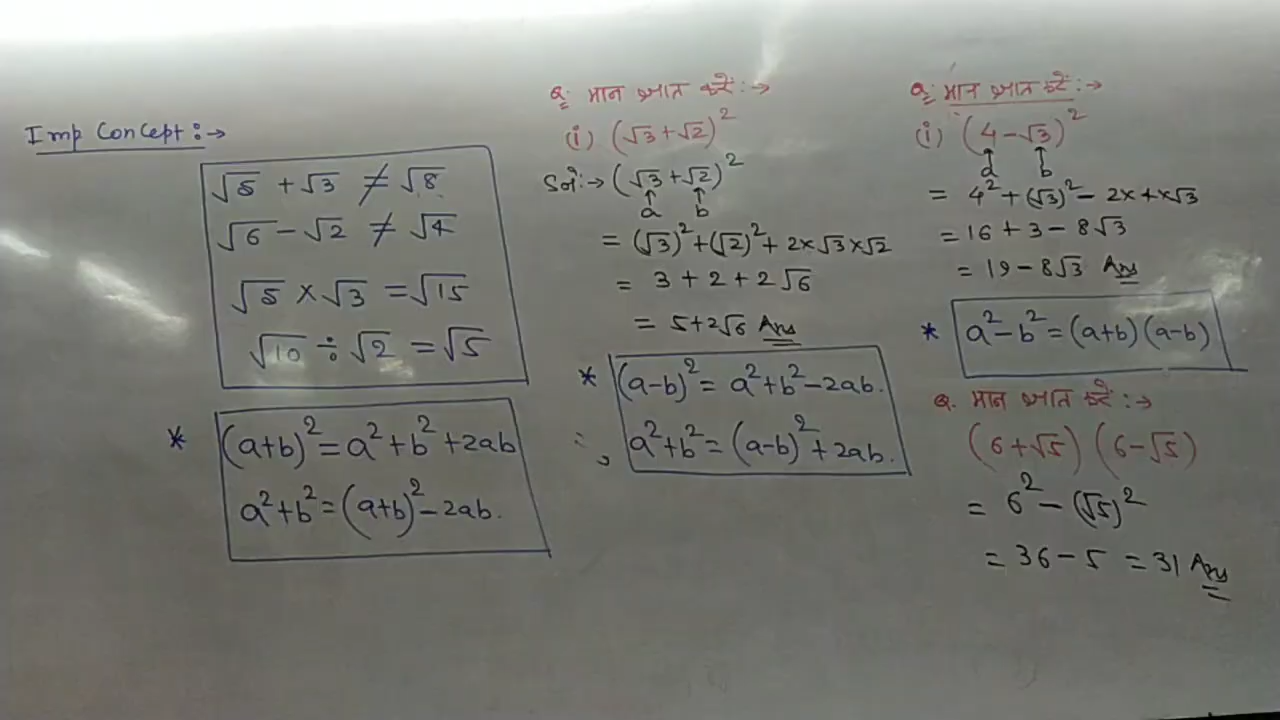 Imp Concept:→
√5 + √3 ≠ √8
√6 − √2 ≠ √4
√5 × √3 = √15
√10 ÷ √2 = √5
* (a+b)² = a² + b² + 2ab
a² + b² = (a+b)² − 2ab.
Q: मान ज्ञात करें:→
(i) (√3 + √2)²
Solⁿ:→ (√3 + √2)²
a b
= (√3)² + (√2)² + 2×√3×√2
= 3 + 2 + 2√6
= 5 + 2√6 Ans
* (a−b)² = a² + b² − 2ab.
a² + b² = (a−b)² + 2ab.
Q: मान ज्ञात करें:→
(i) (4 − √3)²
a b
= 4² + (√3)² − 2×4×√3
= 16 + 3 − 8√3
= 19 − 8√3 Ans
* a² − b² = (a+b)(a−b)
Q. मान ज्ञात करें:→
(6+√5) (6−√5)
= 6² − (√5)²
= 36 − 5 = 31 Ans